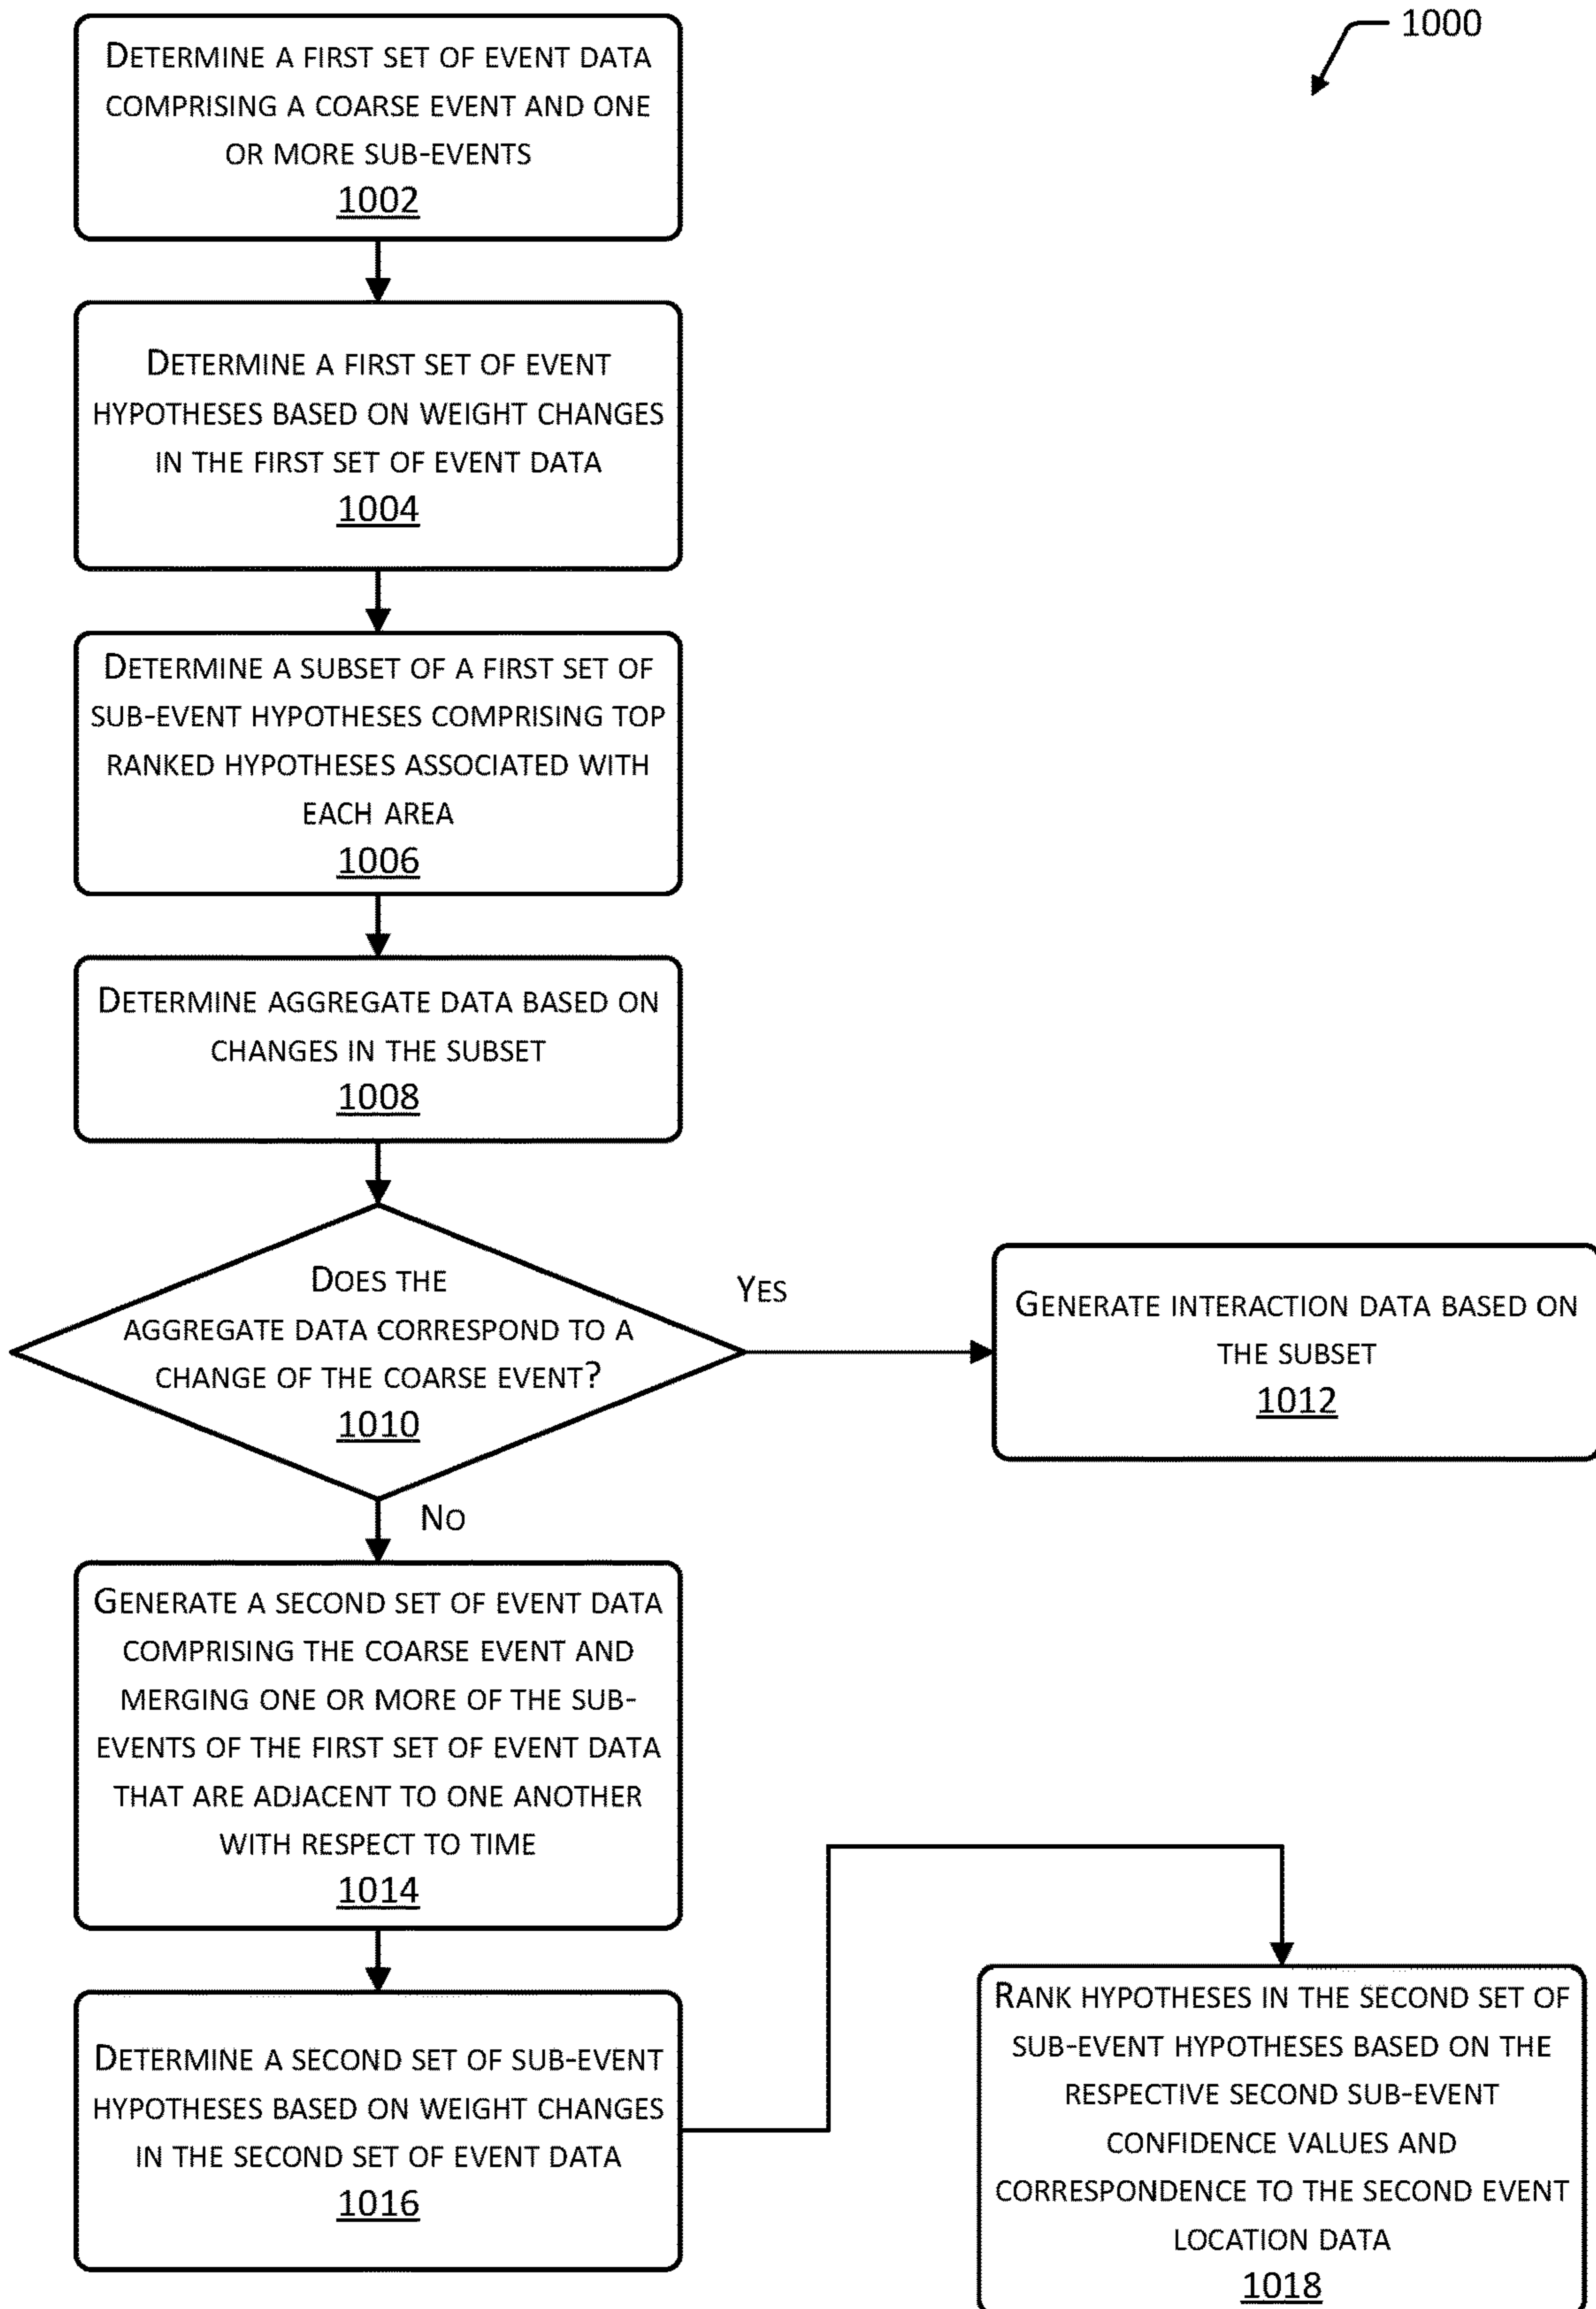 1000
DETERMINE A FIRST SET OF EVENT DATA
COMPRISING A COARSE EVENT AND ONE
OR MORE SUB-EVENTS
1002
DETERMINE A FIRST SET OF EVENT
HYPOTHESES BASED ON WEIGHT CHANGES
IN THE FIRST SET OF EVENT DATA
1004
DETERMINE A SUBSET OF A FIRST SET OF
SUB-EVENT HYPOTHESES COMPRISING TOP
RANKED HYPOTHESES ASSOCIATED WITH
EACH AREA
1006
DETERMINE AGGREGATE DATA BASED ON
CHANGES IN THE SUBSET
1008
DOES THE
AGGREGATE DATA CORRESPOND TO A
CHANGE OF THE COARSE EVENT?
1010
YES
GENERATE INTERACTION DATA BASED ON
THE SUBSET
1012
NO
GENERATE A SECOND SET OF EVENT DATA
COMPRISING THE COARSE EVENT AND
MERGING ONE OR MORE OF THE SUB-
EVENTS OF THE FIRST SET OF EVENT DATA
THAT ARE ADJACENT TO ONE ANOTHER
WITH RESPECT TO TIME
1014
DETERMINE A SECOND SET OF SUB-EVENT
HYPOTHESES BASED ON WEIGHT CHANGES
IN THE SECOND SET OF EVENT DATA
1016
RANK HYPOTHESES IN THE SECOND SET OF
SUB-EVENT HYPOTHESES BASED ON THE
RESPECTIVE SECOND SUB-EVENT
CONFIDENCE VALUES AND
CORRESPONDENCE TO THE SECOND EVENT
LOCATION DATA
1018